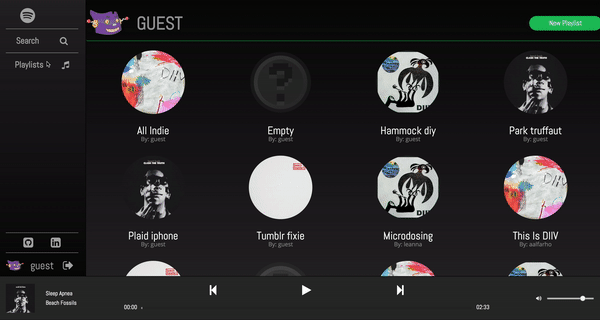 GUEST
New Playlist
Search
Playlists
All Indie
By: guest
Empty
By: guest
Hammock diy
By: guest
Park truffaut
By: guest
Plaid iphone
By: guest
Tumblr fixie
By: guest
Microdosing
By: leanna
This Is DIIV
By: aalfarho
guest
Sleep Apnea
Beach Fossils
00:00
02:33